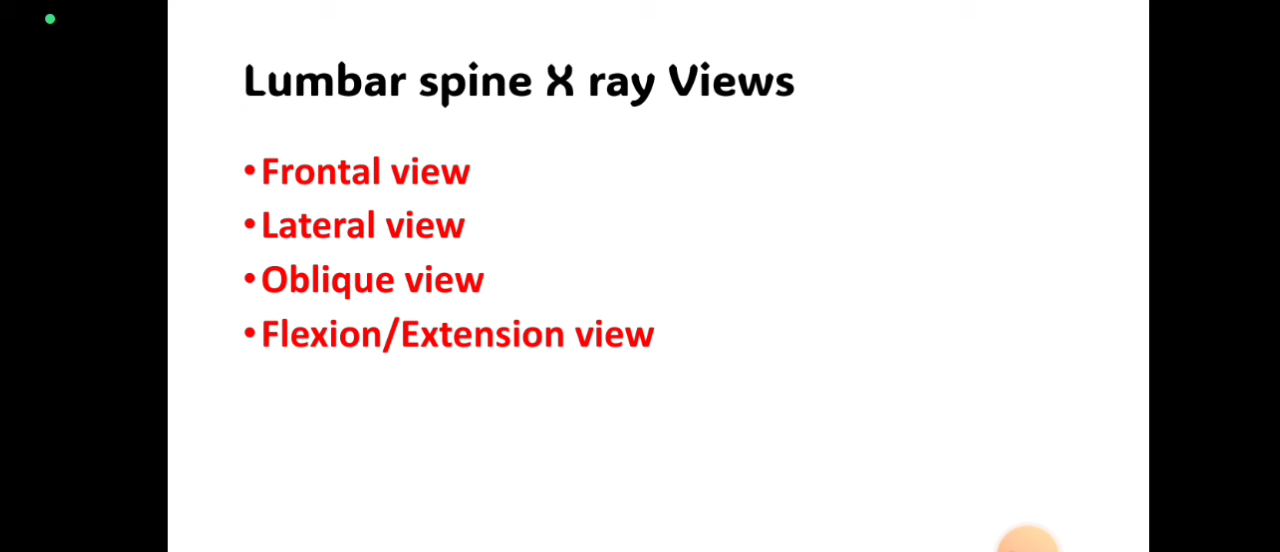 Lumbar spine X ray Views
•Frontal view
•Lateral view
•Oblique view
•Flexion/Extension view